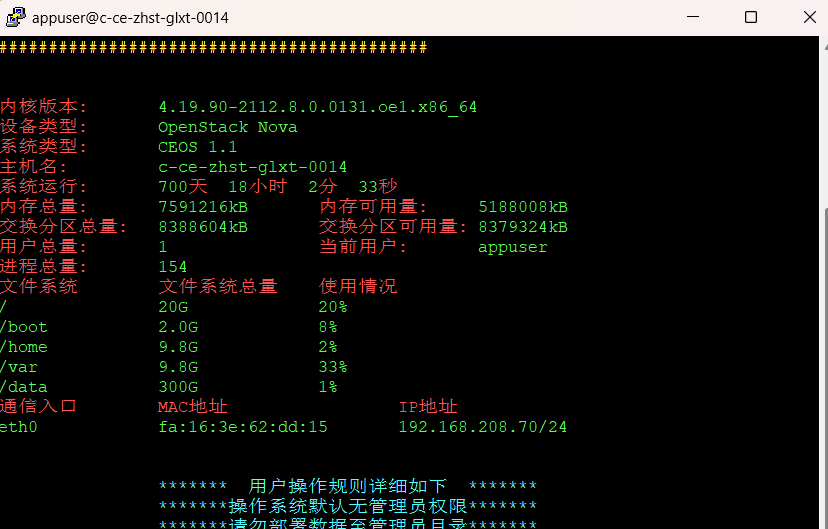 appuser@c-ce-zhst-glxt-0014
###########################################
内核版本: 4.19.90-2112.8.0.0131.oe1.x86_64
设备类型: OpenStack Nova
系统类型: CEOS 1.1
主机名: c-ce-zhst-glxt-0014
系统运行: 700天 18小时 2分 33秒
内存总量: 7591216kB 内存可用量: 5188008kB
交换分区总量: 8388604kB 交换分区可用量: 8379324kB
用户总量: 1 当前用户: appuser
进程总量: 154
文件系统 文件系统总量 使用情况
/ 20G 20%
/boot 2.0G 8%
/home 9.8G 2%
/var 9.8G 33%
/data 300G 1%
通信入口 MAC地址 IP地址
eth0 fa:16:3e:62:dd:15 192.168.208.70/24
******* 用户操作规则详细如下 *******
*******操作系统默认无管理员权限*******
*******请勿部署数据至管理员目录*******